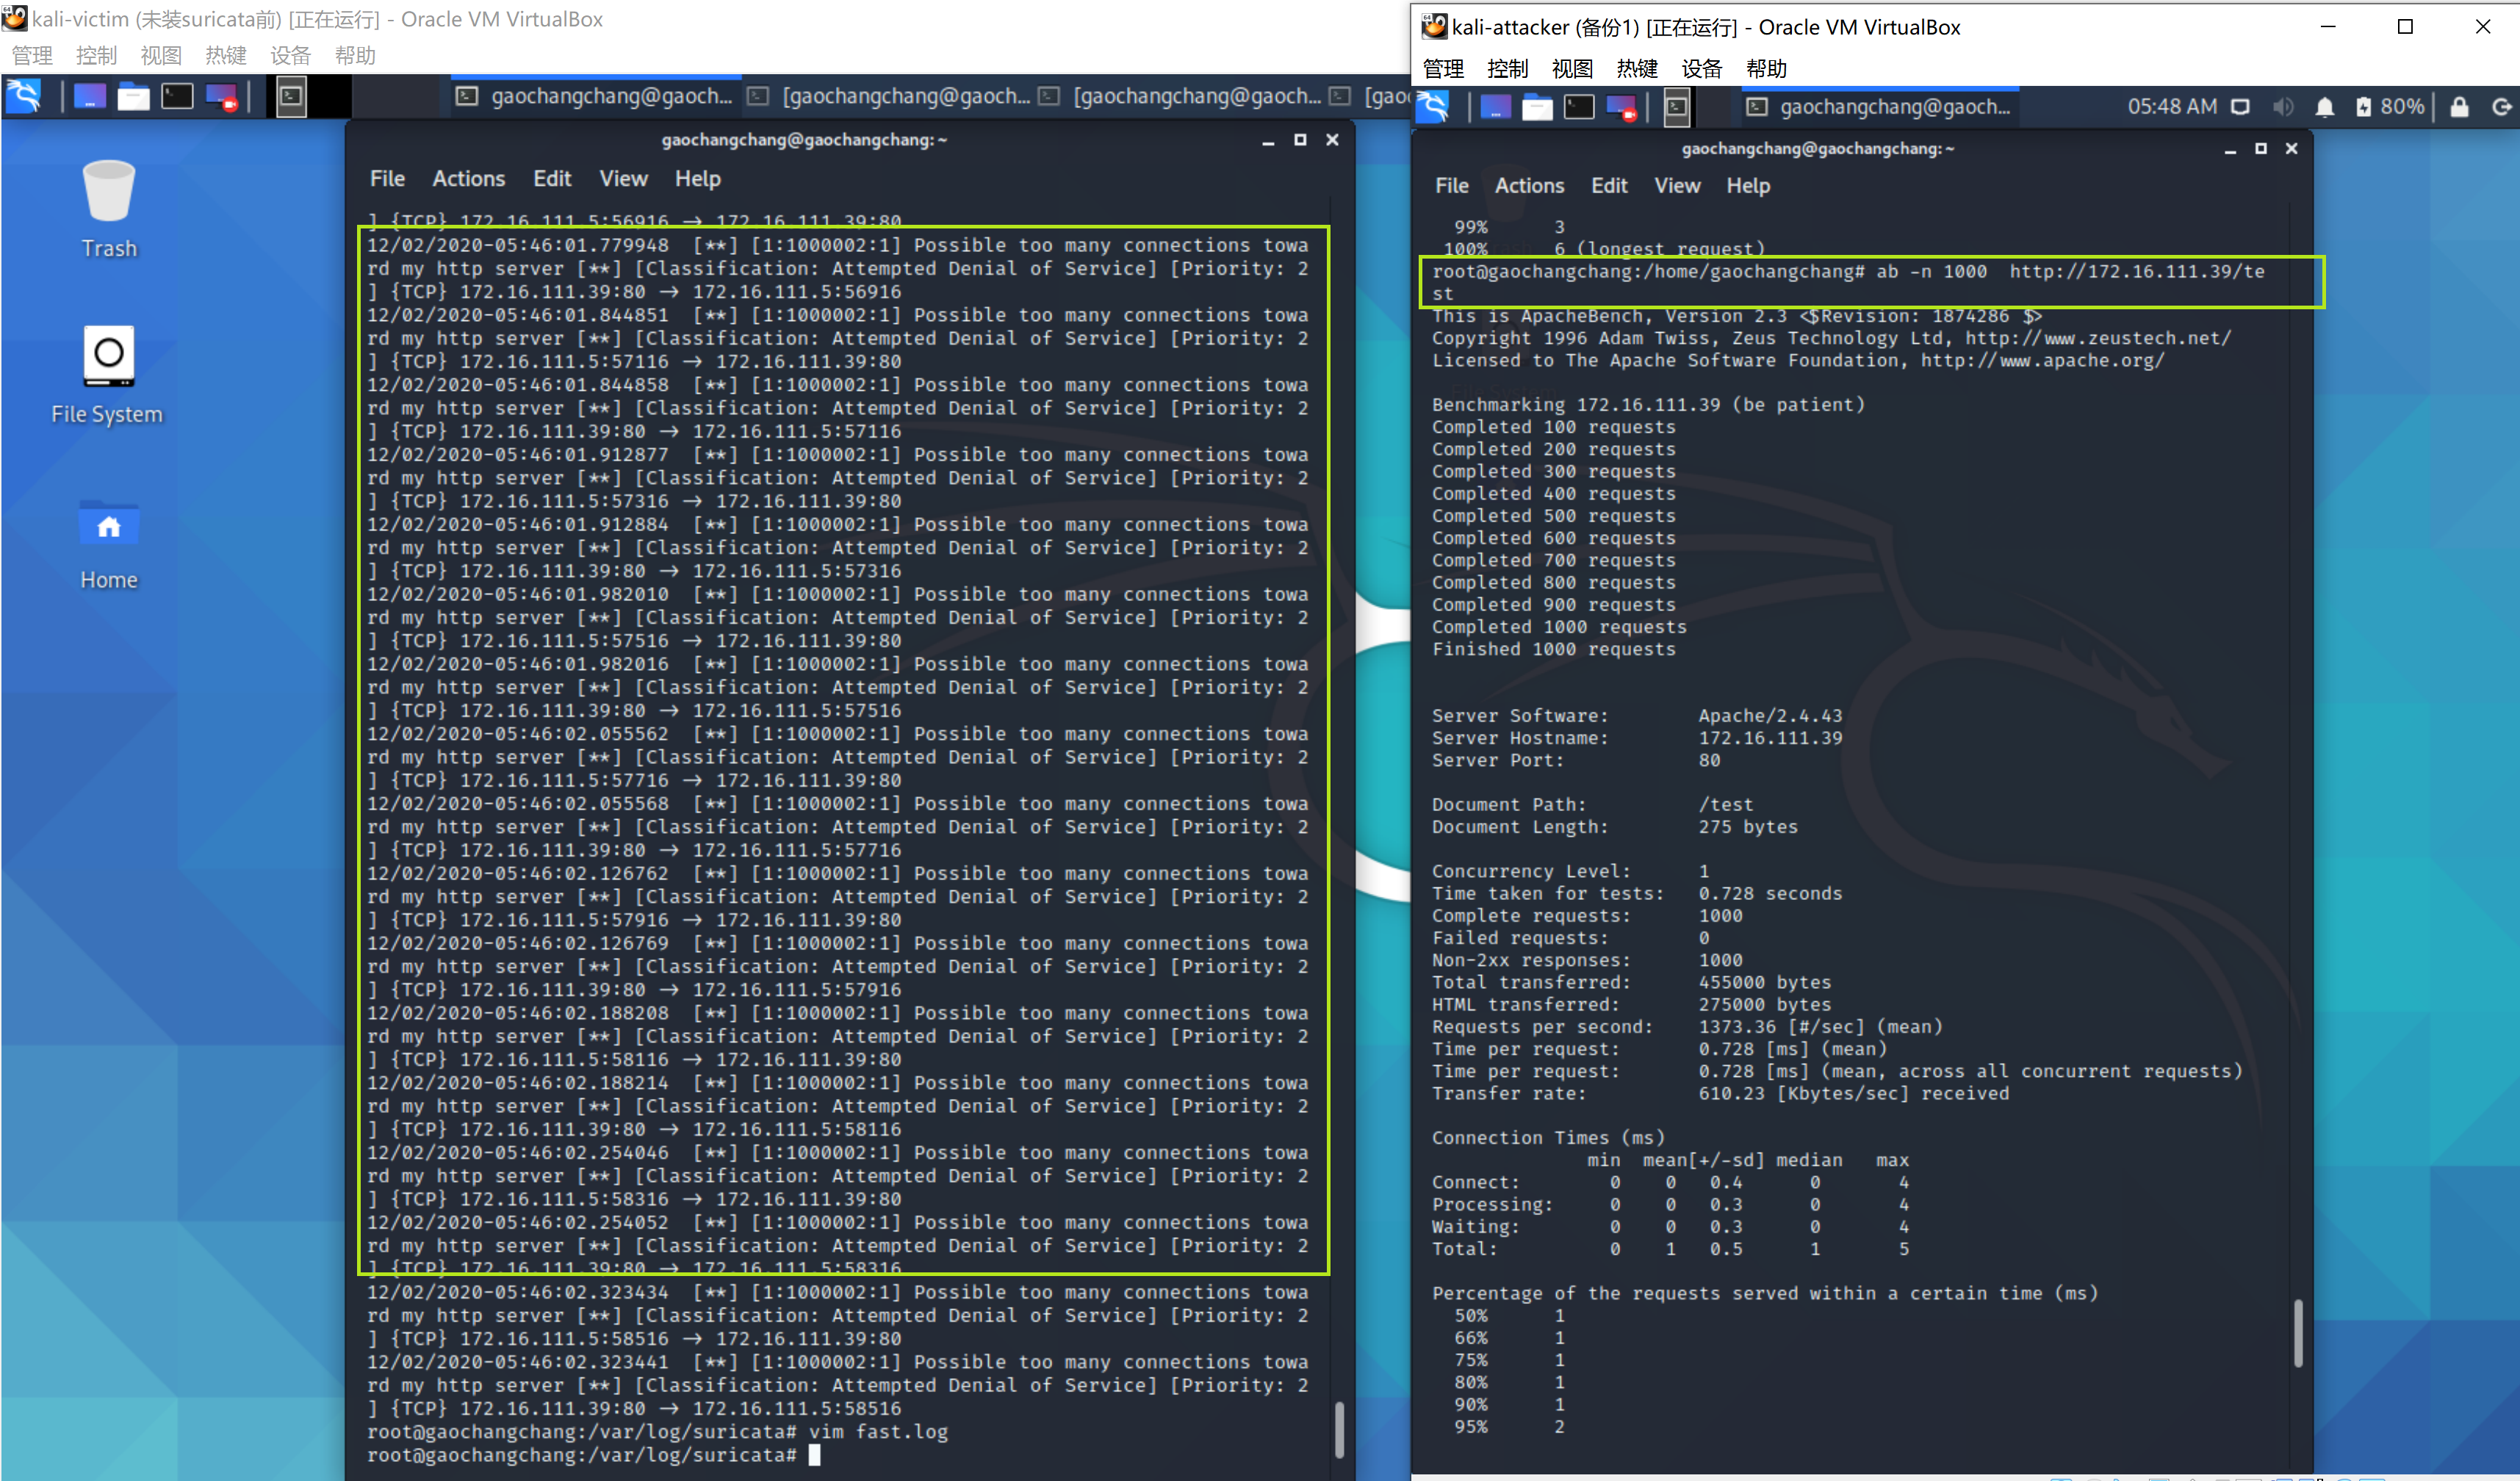 kali-victim (未装suricata前) [正在运行] - Oracle VM VirtualBox
管理 控制 视图 热键 设备 帮助
gaochangchang@gaoch... [gaochangchang@gaoch... [gaochangchang@gaoch... [gao
Trash
File System
Home
gaochangchang@gaochangchang: ~
File Actions Edit View Help
] {TCP} 172.16.111.5:56916 → 172.16.111.39:80
12/02/2020-05:46:01.779948 [**] [1:1000002:1] Possible too many connections towa
rd my http server [**] [Classification: Attempted Denial of Service] [Priority: 2
] {TCP} 172.16.111.39:80 → 172.16.111.5:56916
12/02/2020-05:46:01.844851 [**] [1:1000002:1] Possible too many connections towa
rd my http server [**] [Classification: Attempted Denial of Service] [Priority: 2
] {TCP} 172.16.111.5:57116 → 172.16.111.39:80
12/02/2020-05:46:01.844858 [**] [1:1000002:1] Possible too many connections towa
rd my http server [**] [Classification: Attempted Denial of Service] [Priority: 2
] {TCP} 172.16.111.39:80 → 172.16.111.5:57116
12/02/2020-05:46:01.912877 [**] [1:1000002:1] Possible too many connections towa
rd my http server [**] [Classification: Attempted Denial of Service] [Priority: 2
] {TCP} 172.16.111.5:57316 → 172.16.111.39:80
12/02/2020-05:46:01.912884 [**] [1:1000002:1] Possible too many connections towa
rd my http server [**] [Classification: Attempted Denial of Service] [Priority: 2
] {TCP} 172.16.111.39:80 → 172.16.111.5:57316
12/02/2020-05:46:01.982010 [**] [1:1000002:1] Possible too many connections towa
rd my http server [**] [Classification: Attempted Denial of Service] [Priority: 2
] {TCP} 172.16.111.5:57516 → 172.16.111.39:80
12/02/2020-05:46:01.982016 [**] [1:1000002:1] Possible too many connections towa
rd my http server [**] [Classification: Attempted Denial of Service] [Priority: 2
] {TCP} 172.16.111.39:80 → 172.16.111.5:57516
12/02/2020-05:46:02.055562 [**] [1:1000002:1] Possible too many connections towa
rd my http server [**] [Classification: Attempted Denial of Service] [Priority: 2
] {TCP} 172.16.111.5:57716 → 172.16.111.39:80
12/02/2020-05:46:02.055568 [**] [1:1000002:1] Possible too many connections towa
rd my http server [**] [Classification: Attempted Denial of Service] [Priority: 2
] {TCP} 172.16.111.39:80 → 172.16.111.5:57716
12/02/2020-05:46:02.126762 [**] [1:1000002:1] Possible too many connections towa
rd my http server [**] [Classification: Attempted Denial of Service] [Priority: 2
] {TCP} 172.16.111.5:57916 → 172.16.111.39:80
12/02/2020-05:46:02.126769 [**] [1:1000002:1] Possible too many connections towa
rd my http server [**] [Classification: Attempted Denial of Service] [Priority: 2
] {TCP} 172.16.111.39:80 → 172.16.111.5:57916
12/02/2020-05:46:02.188208 [**] [1:1000002:1] Possible too many connections towa
rd my http server [**] [Classification: Attempted Denial of Service] [Priority: 2
] {TCP} 172.16.111.5:58116 → 172.16.111.39:80
12/02/2020-05:46:02.188214 [**] [1:1000002:1] Possible too many connections towa
rd my http server [**] [Classification: Attempted Denial of Service] [Priority: 2
] {TCP} 172.16.111.39:80 → 172.16.111.5:58116
12/02/2020-05:46:02.254046 [**] [1:1000002:1] Possible too many connections towa
rd my http server [**] [Classification: Attempted Denial of Service] [Priority: 2
] {TCP} 172.16.111.5:58316 → 172.16.111.39:80
12/02/2020-05:46:02.254052 [**] [1:1000002:1] Possible too many connections towa
rd my http server [**] [Classification: Attempted Denial of Service] [Priority: 2
] {TCP} 172.16.111.39:80 → 172.16.111.5:58316
12/02/2020-05:46:02.323434 [**] [1:1000002:1] Possible too many connections towa
rd my http server [**] [Classification: Attempted Denial of Service] [Priority: 2
] {TCP} 172.16.111.5:58516 → 172.16.111.39:80
12/02/2020-05:46:02.323441 [**] [1:1000002:1] Possible too many connections towa
rd my http server [**] [Classification: Attempted Denial of Service] [Priority: 2
] {TCP} 172.16.111.39:80 → 172.16.111.5:58516
root@gaochangchang:/var/log/suricata# vim fast.log
root@gaochangchang:/var/log/suricata#
kali-attacker (备份1) [正在运行] - Oracle VM VirtualBox
管理 控制 视图 热键 设备 帮助
gaochangchang@gaoch... 05:48 AM 80%
gaochangchang@gaochangchang: ~
File Actions Edit View Help
99% 3
100% 6 (longest request)
root@gaochangchang:/home/gaochangchang# ab -n 1000 http://172.16.111.39/te
st
This is ApacheBench, Version 2.3 <$Revision: 1874286 $>
Copyright 1996 Adam Twiss, Zeus Technology Ltd, http://www.zeustech.net/
Licensed to The Apache Software Foundation, http://www.apache.org/
Benchmarking 172.16.111.39 (be patient)
Completed 100 requests
Completed 200 requests
Completed 300 requests
Completed 400 requests
Completed 500 requests
Completed 600 requests
Completed 700 requests
Completed 800 requests
Completed 900 requests
Completed 1000 requests
Finished 1000 requests
Server Software: Apache/2.4.43
Server Hostname: 172.16.111.39
Server Port: 80
Document Path: /test
Document Length: 275 bytes
Concurrency Level: 1
Time taken for tests: 0.728 seconds
Complete requests: 1000
Failed requests: 0
Non-2xx responses: 1000
Total transferred: 455000 bytes
HTML transferred: 275000 bytes
Requests per second: 1373.36 [#/sec] (mean)
Time per request: 0.728 [ms] (mean)
Time per request: 0.728 [ms] (mean, across all concurrent requests)
Transfer rate: 610.23 [Kbytes/sec] received
Connection Times (ms)
min mean[+/-sd] median max
Connect: 0 0 0.4 0 4
Processing: 0 0 0.3 0 4
Waiting: 0 0 0.3 0 4
Total: 0 1 0.5 1 5
Percentage of the requests served within a certain time (ms)
50% 1
66% 1
75% 1
80% 1
90% 1
95% 2